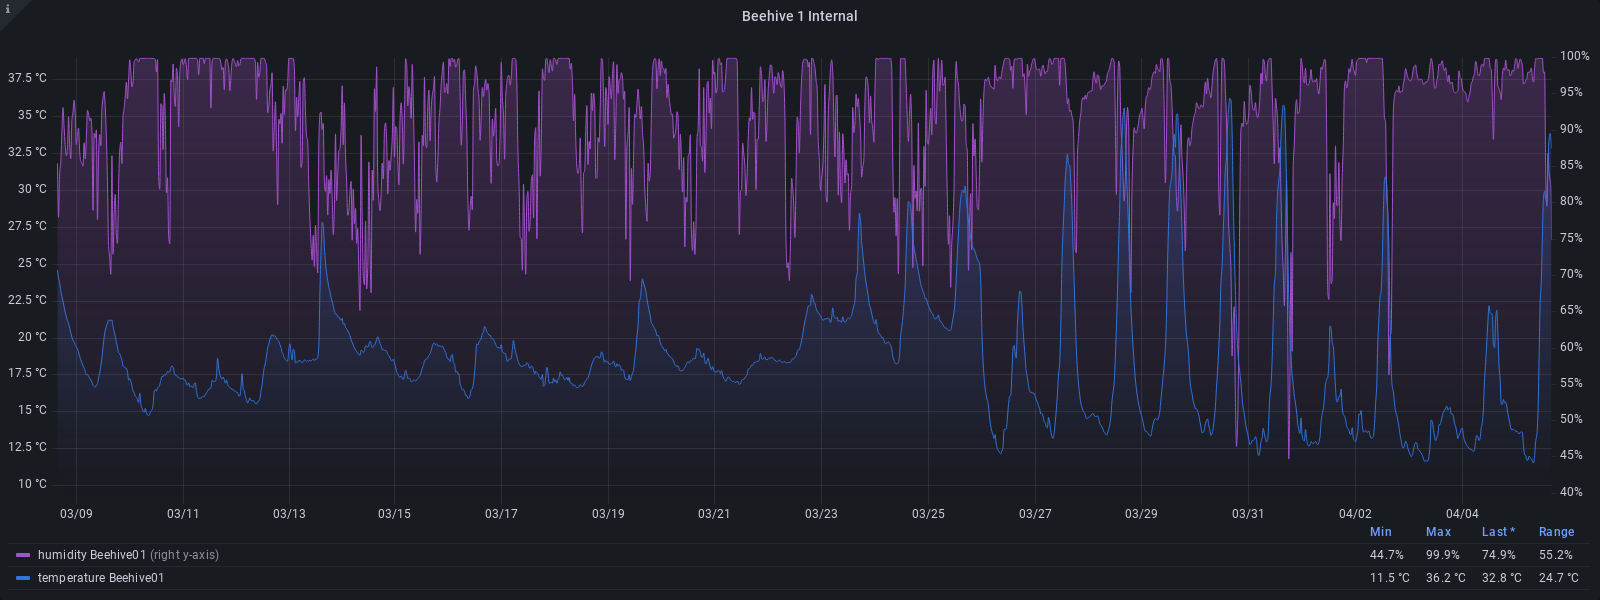 i
Beehive 1 Internal
37.5 °C
35 °C
32.5 °C
30 °C
27.5 °C
25 °C
22.5 °C
20 °C
17.5 °C
15 °C
12.5 °C
10 °C
100%
95%
90%
85%
80%
75%
70%
65%
60%
55%
50%
45%
40%
03/09 03/11 03/13 03/15 03/17 03/19 03/21 03/23 03/25 03/27 03/29 03/31 04/02 04/04
Min Max Last * Range
humidity Beehive01 (right y-axis) 44.7% 99.9% 74.9% 55.2%
temperature Beehive01 11.5 °C 36.2 °C 32.8 °C 24.7 °C